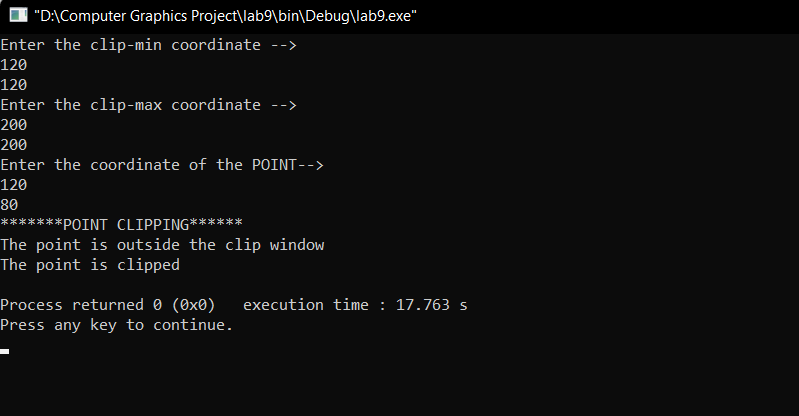 "D:\Computer Graphics Project\lab9\bin\Debug\lab9.exe"
Enter the clip-min coordinate -->
120
120
Enter the clip-max coordinate -->
200
200
Enter the coordinate of the POINT-->
120
80
*******POINT CLIPPING******
The point is outside the clip window
The point is clipped
Process returned 0 (0x0)   execution time : 17.763 s
Press any key to continue.